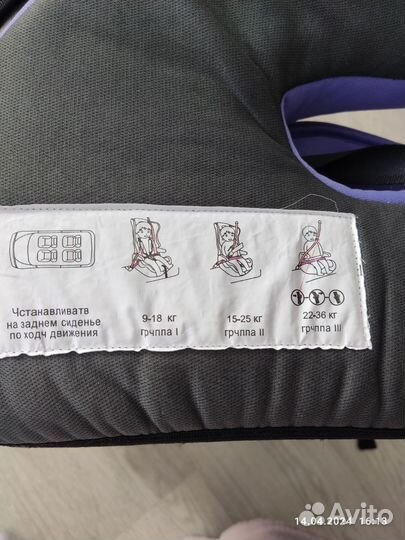 Чстанавливатв
на заднем сиденье
по ходч движения
9-18 кг
грчппа I
15-25 кг
грчппа II
22-36 кг
грчппа III
14.04.2024 16:13
Avito